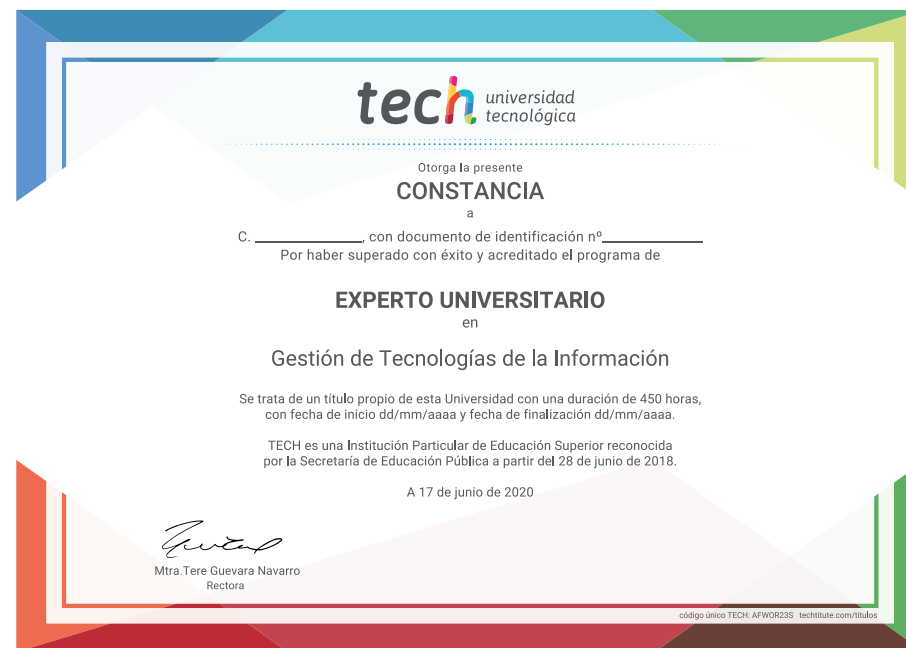 tech universidad
tecnológica
Otorga la presente
CONSTANCIA
a
C. ______________, con documento de identificación nº_____________
Por haber superado con éxito y acreditado el programa de
EXPERTO UNIVERSITARIO
en
Gestión de Tecnologías de la Información
Se trata de un título propio de esta Universidad con una duración de 450 horas,
con fecha de inicio dd/mm/aaaa y fecha de finalización dd/mm/aaaa.
TECH es una Institución Particular de Educación Superior reconocida
por la Secretaría de Educación Pública a partir del 28 de junio de 2018.
A 17 de junio de 2020
Mtra.Tere Guevara Navarro
Rectora
código único TECH: AFWOR23S techtitute.com/titulos